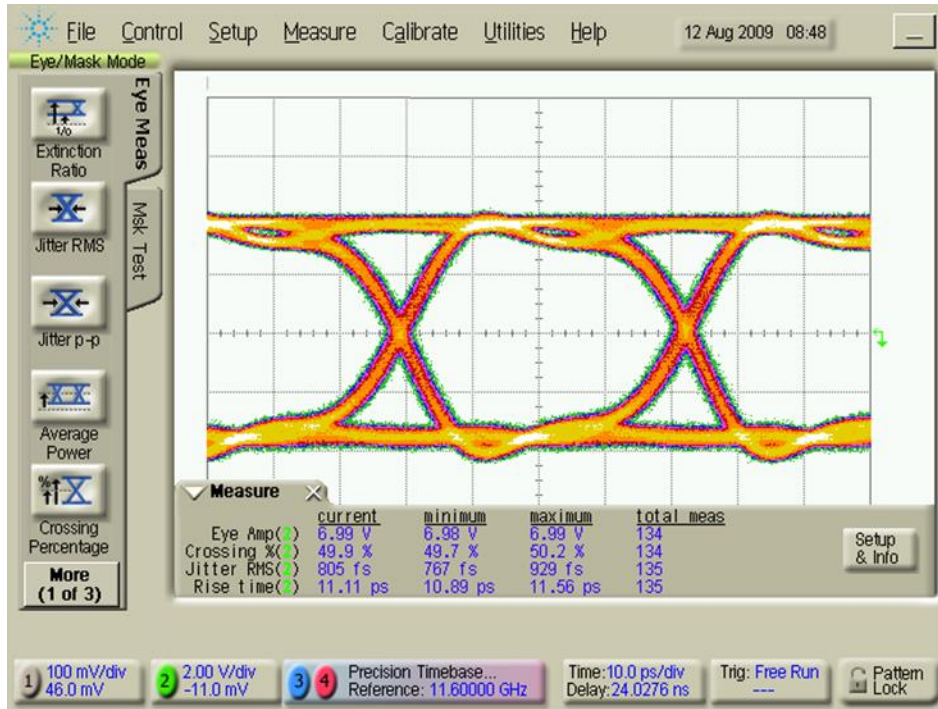 File Control Setup Measure Calibrate Utilities Help 12 Aug 2009 08:48
Eye/Mask Mode
Eye Meas
Msk Test
1/0
Extinction
Ratio
Jitter RMS
Jitter p-p
Average
Power
%
Crossing
Percentage
More
(1 of 3)
Measure
current minimum maximum total meas
Eye Amp(2) 6.99 V 6.98 V 6.99 V 134
Crossing %(2) 49.9 % 49.7 % 50.2 % 134
Jitter RMS(2) 805 fs 767 fs 929 fs 135
Rise time(2) 11.11 ps 10.89 ps 11.56 ps 135
Setup
& Info
1 100 mV/div
46.0 mV
2 2.00 V/div
-11.0 mV
3 4 Precision Timebase...
Reference: 11.60000 GHz
Time:10.0 ps/div
Delay:24.0276 ns
Trig: Free Run
---
Pattern
Lock